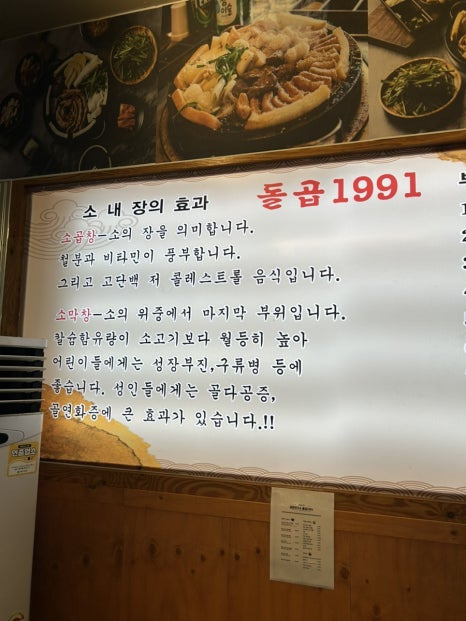 소 내 장의 효과
돌곱1991
소곱창-소의 장을 의미합니다.
철분과 비타민이 풍부합니다.
그리고 고단백 저 콜레스트롤 음식입니다.
소막창-소의 위중에서 마지막 부위입니다.
칼슘함유량이 소고기보다 월등히 높아
어린이들에게는 성장부진,구류병 등에
좋습니다. 성인들에게는 골다공증,
골연화증에 큰 효과가 있습니다.!!